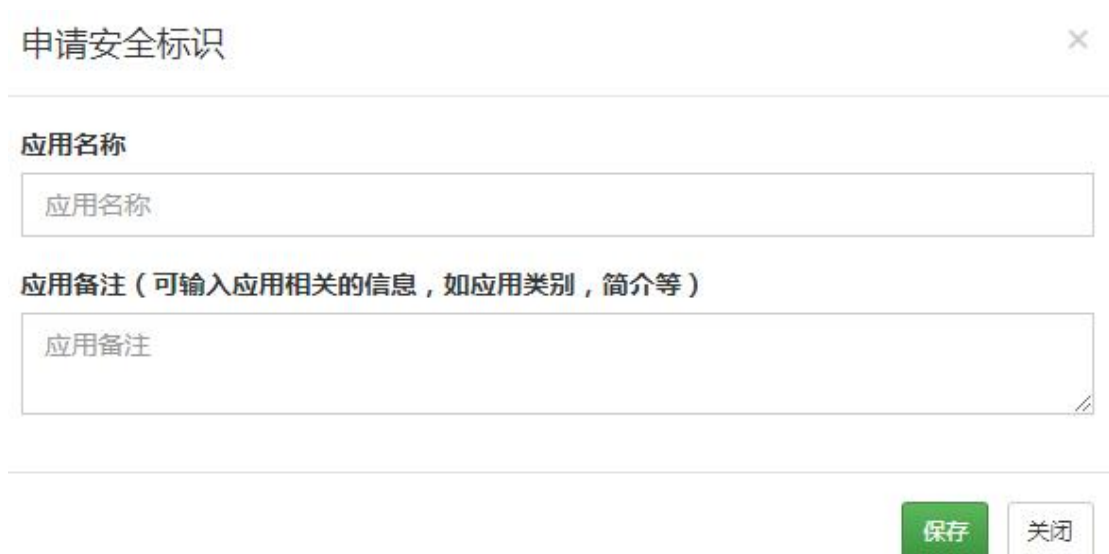 申请安全标识
×
应用名称
应用名称
应用备注（可输入应用相关的信息，如应用类别，简介等）
应用备注
保存 关闭